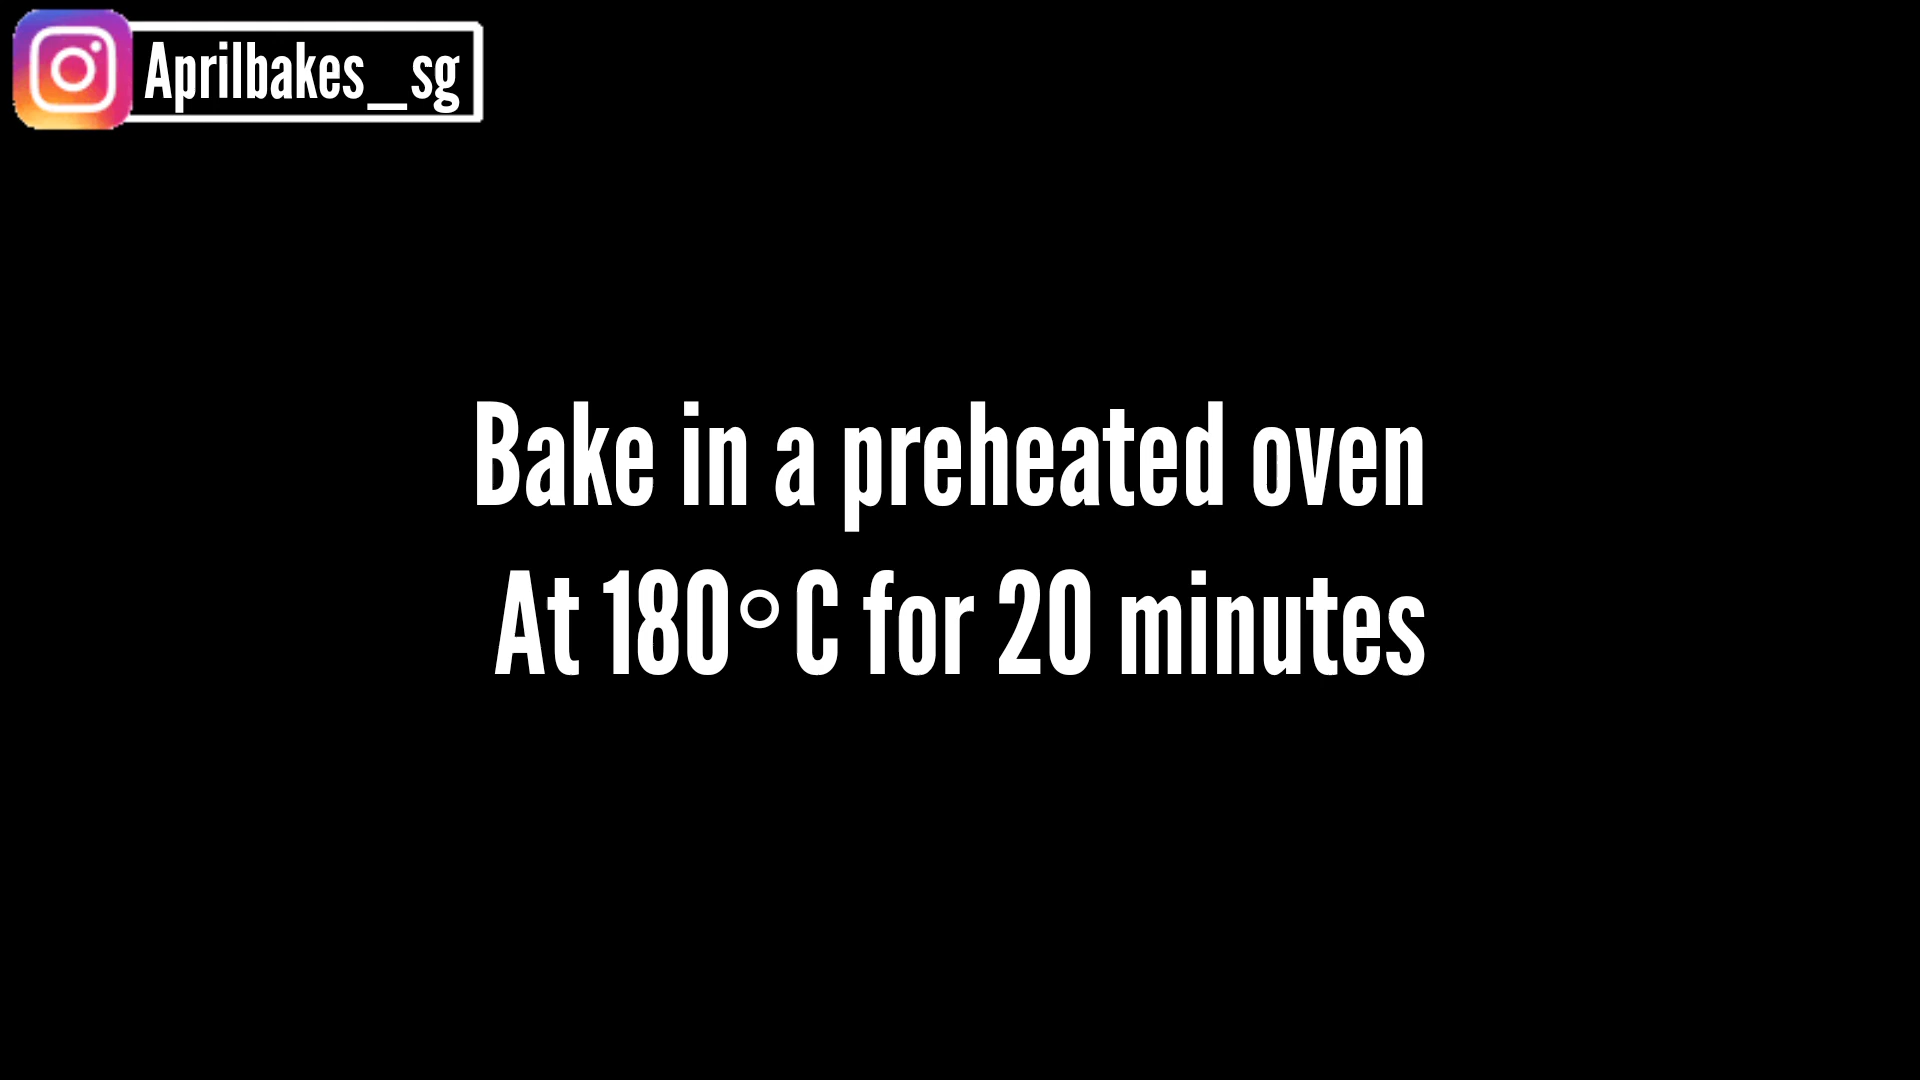 Aprilbakes_sg
Bake in a preheated oven
At 180°C for 20 minutes